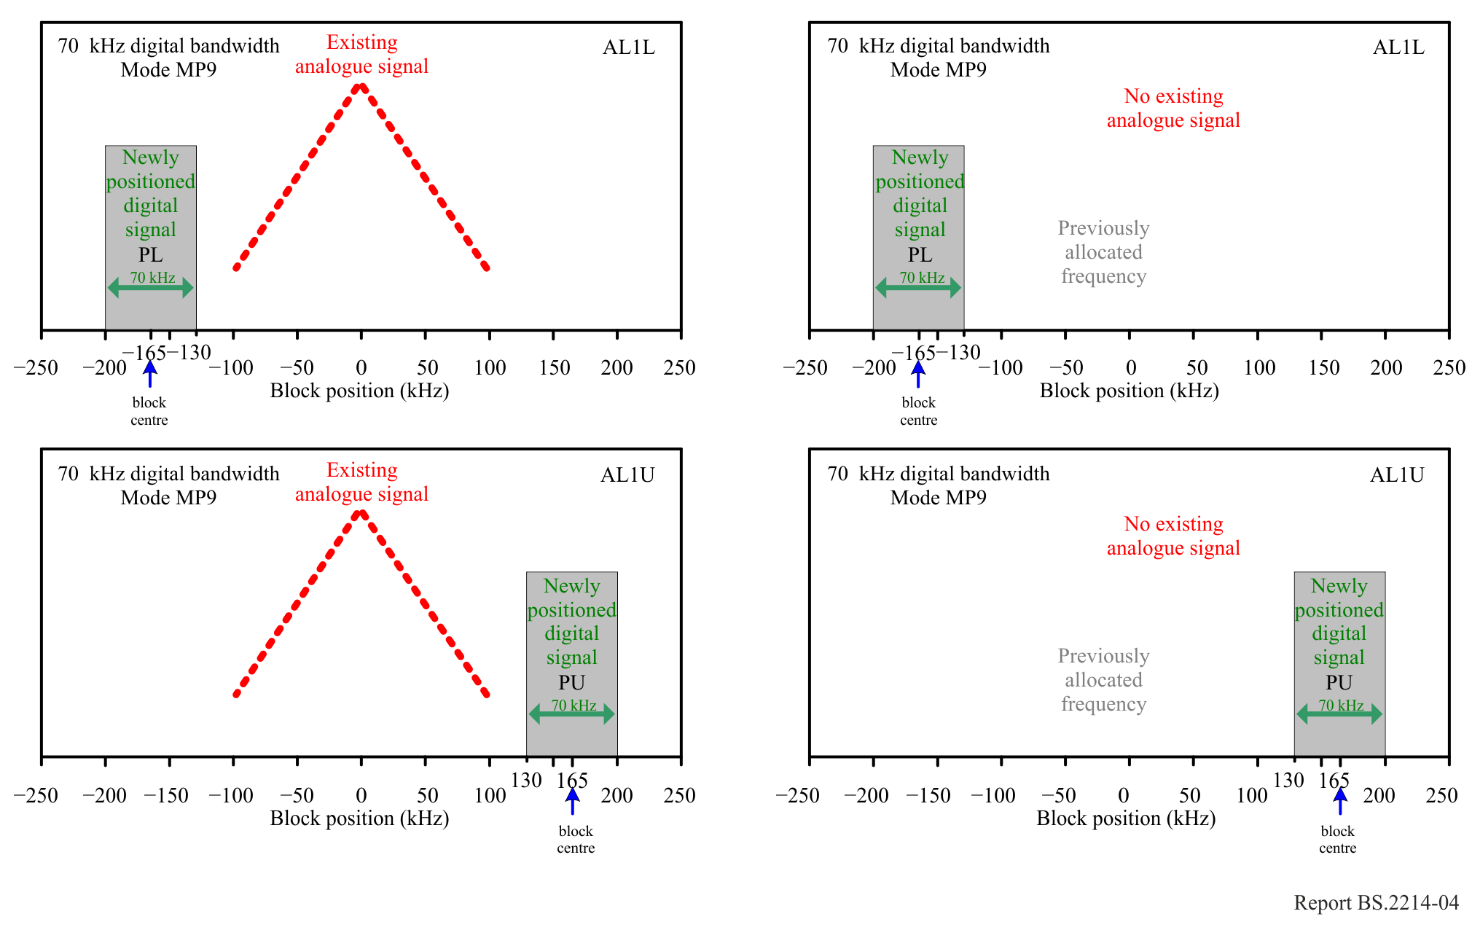 70 kHz digital bandwidth
Mode MP9
Existing
analogue signal
AL1L
Newly
positioned
digital
signal
PL
70 kHz
−165 −130
−250 −200 −100 −50 0 50 100 150 200 250
Block position (kHz)
block
centre
70 kHz digital bandwidth
Mode MP9
AL1L
No existing
analogue signal
Newly
positioned
digital
signal
PL
70 kHz
Previously
allocated
frequency
−165 −130
−250 −200 −100 −50 0 50 100 150 200 250
Block position (kHz)
block
centre
70 kHz digital bandwidth
Mode MP9
Existing
analogue signal
AL1U
Newly
positioned
digital
signal
PU
70 kHz
130 165
−250 −200 −150 −100 −50 0 50 100 200 250
Block position (kHz)
block
centre
70 kHz digital bandwidth
Mode MP9
AL1U
No existing
analogue signal
Newly
positioned
digital
signal
PU
70 kHz
Previously
allocated
frequency
130 165
−250 −200 −150 −100 −50 0 50 100 200 250
Block position (kHz)
block
centre
Report BS.2214-04